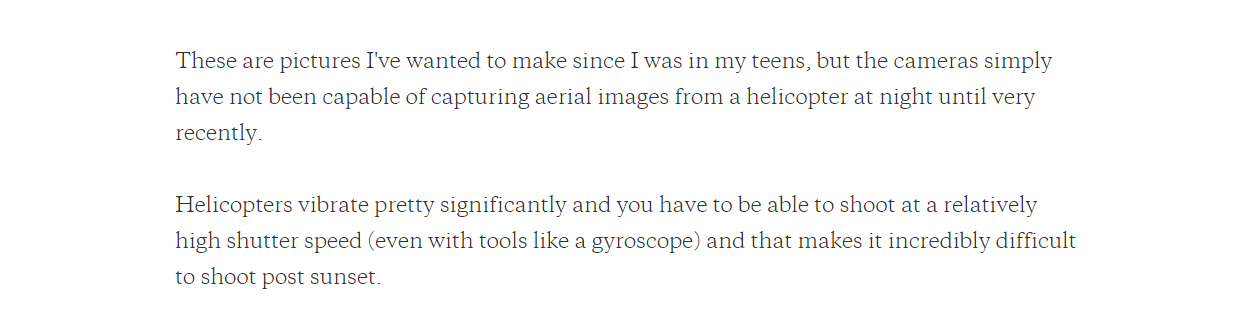 These are pictures I've wanted to make since I was in my teens, but the cameras simply
have not been capable of capturing aerial images from a helicopter at night until very
recently.
Helicopters vibrate pretty significantly and you have to be able to shoot at a relatively
high shutter speed (even with tools like a gyroscope) and that makes it incredibly difficult
to shoot post sunset.